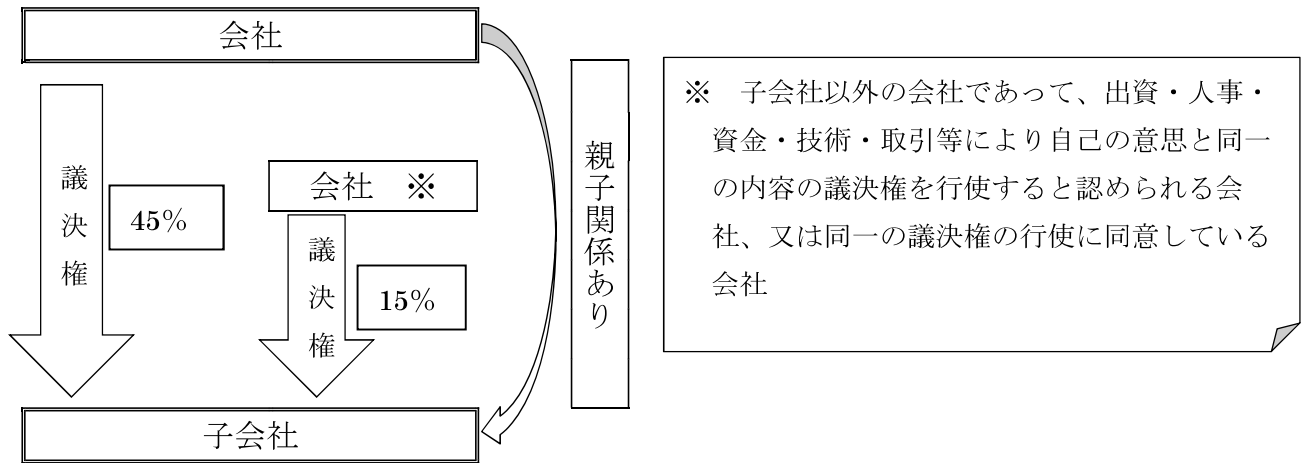 会社
議決権
45%
会社　※
議決権
15%
親子関係あり
子会社
※　子会社以外の会社であって、出資・人事・
資金・技術・取引等により自己の意思と同一
の内容の議決権を行使すると認められる会
社、又は同一の議決権の行使に同意している
会社